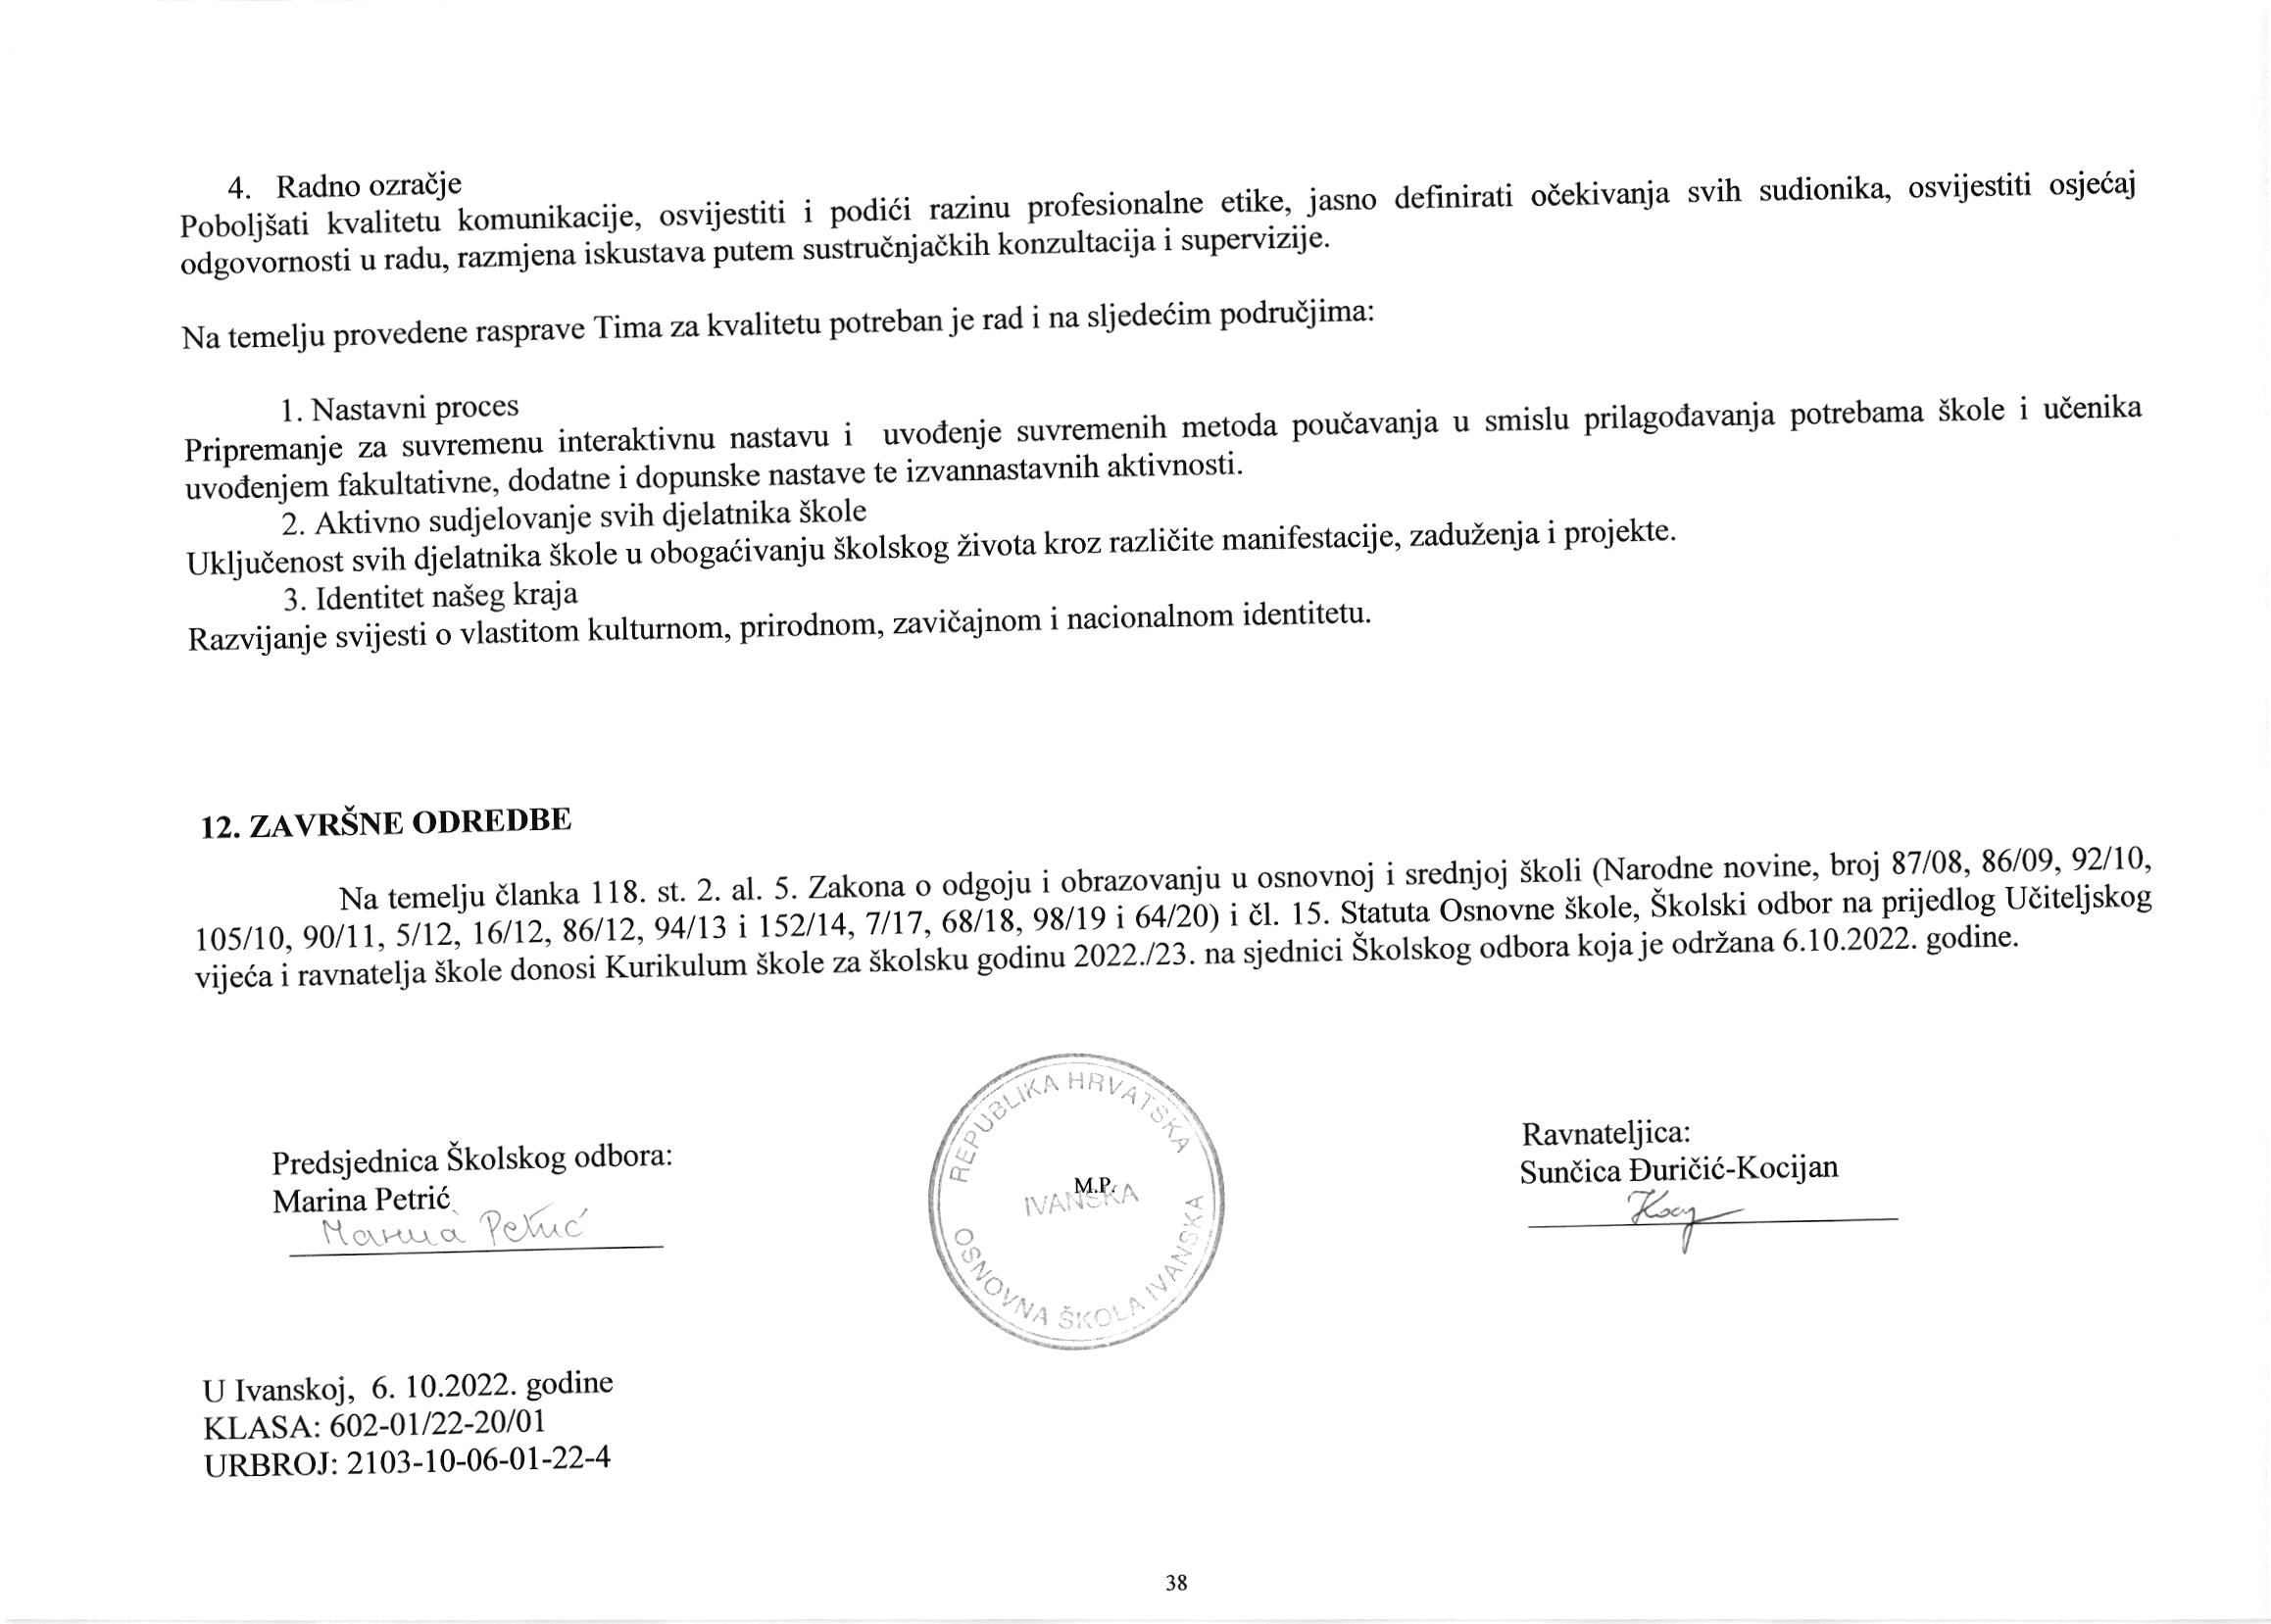 4. Radno ozračje
Poboljšati kvalitetu komunikacije, osvijestiti i podići razinu profesionalne etike, jasno definirati očekivanja svih sudionika, osvijestiti osjećaj
odgovornosti u radu, razmjena iskustava putem sustručnjačkih konzultacija i supervizije.
Na temelju provedene rasprave Tima za kvalitetu potreban je rad i na sljedećim područjima:
1. Nastavni proces
Pripremanje za suvremenu interaktivnu nastavu i uvođenje suvremenih metoda poučavanja u smislu prilagođavanja potrebama škole i učenika
uvođenjem fakultativne, dodatne i dopunske nastave te izvannastavnih aktivnosti.
2. Aktivno sudjelovanje svih djelatnika škole
Uključenost svih djelatnika škole u obogaćivanju školskog života kroz različite manifestacije, zaduženja i projekte.
3. Identitet našeg kraja
Razvijanje svijesti o vlastitom kulturnom, prirodnom, zavičajnom i nacionalnom identitetu.
12. ZAVRŠNE ODREDBE
Na temelju članka 118. st. 2. al. 5. Zakona o odgoju i obrazovanju u osnovnoj i srednjoj školi (Narodne novine, broj 87/08, 86/09, 92/10,
105/10, 90/11, 5/12, 16/12, 86/12, 94/13 i 152/14, 7/17, 68/18, 98/19 i 64/20) i čl. 15. Statuta Osnovne škole, Školski odbor na prijedlog Učiteljskog
vijeća i ravnatelja škole donosi Kurikulum škole za školsku godinu 2022./23. na sjednici Školskog odbora koja je održana 6.10.2022. godine.
Predsjednica Školskog odbora:
Marina Petrić
Marina Petrić
REPUBLIKA HRVATSKA
M.P.
IVANSKA
OSNOVNA ŠKOLA IVANSKA
Ravnateljica:
Sunčica Đuričić-Kocijan
U Ivanskoj, 6. 10.2022. godine
KLASA: 602-01/22-20/01
URBROJ: 2103-10-06-01-22-4
38